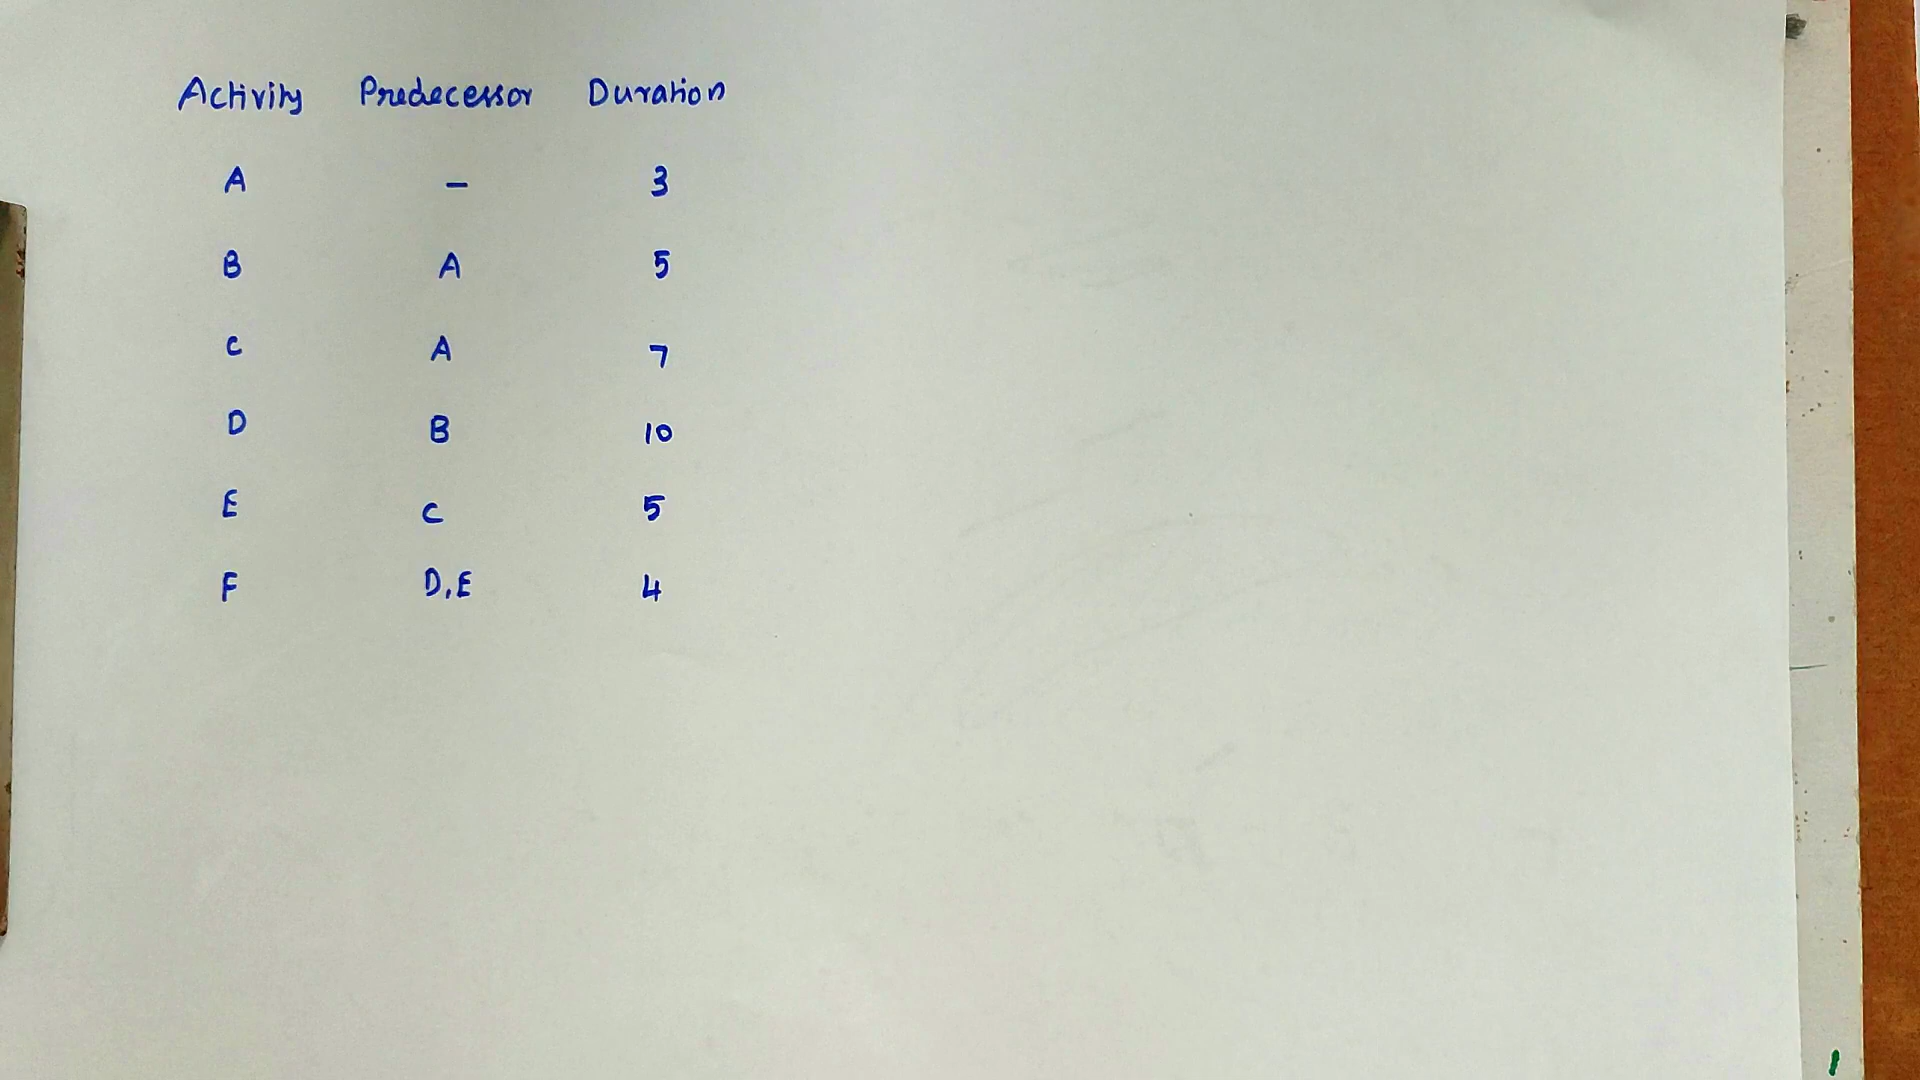 Activity Predecessor Duration
A - 3
B A 5
C A 7
D B 10
E C 5
F D,E 4